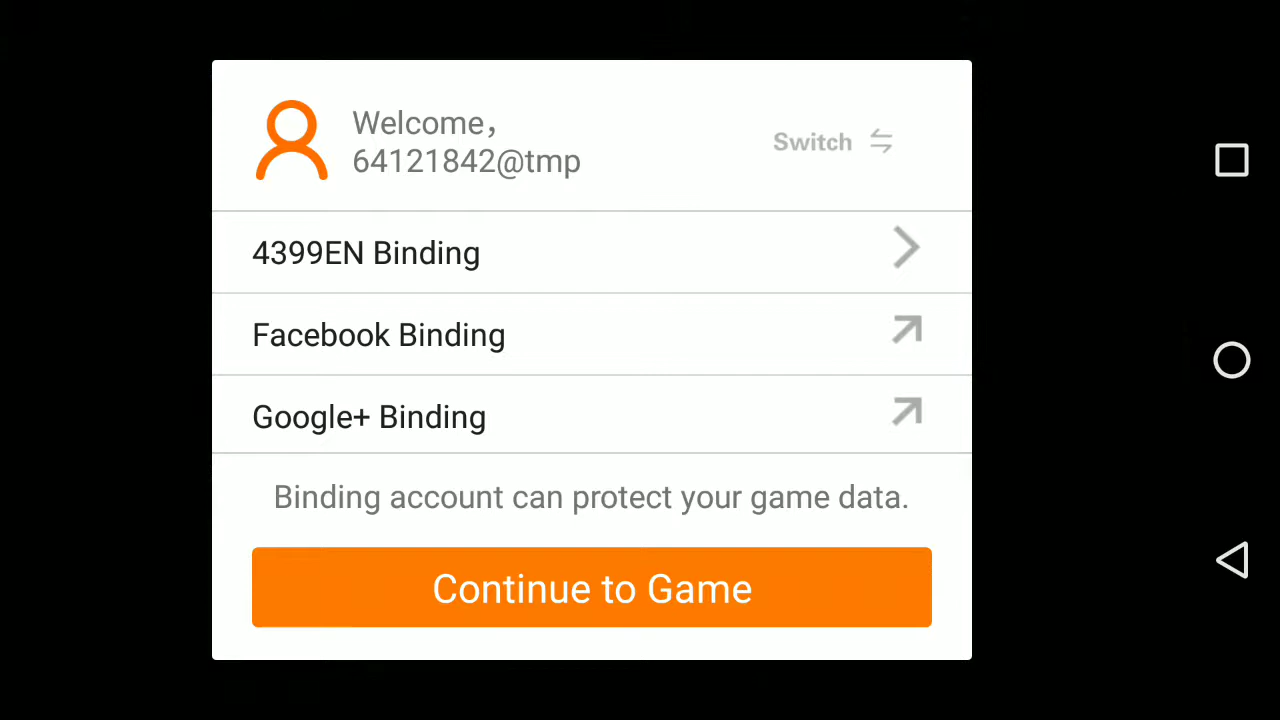 Welcome，
64121842@tmp
Switch
4399EN Binding
Facebook Binding
Google+ Binding
Binding account can protect your game data.
Continue to Game